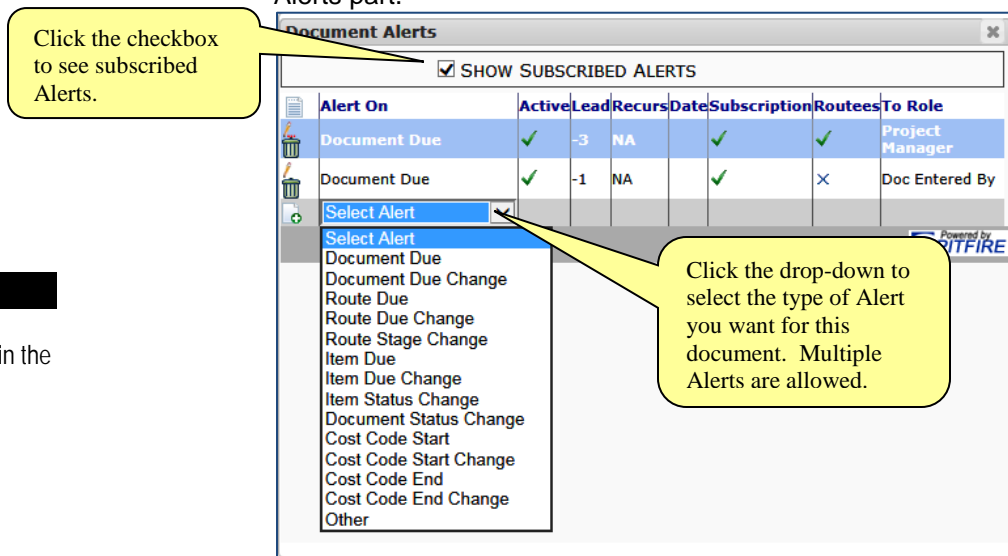 Alerts part.
Click the checkbox
to see subscribed
Alerts.
Document Alerts
SHOW SUBSCRIBED ALERTS
Alert On Active Lead Recurs Date Subscription Routees To Role
Document Due -3 NA Project
Manager
Document Due -1 NA Doc Entered By
Select Alert
Powered by
ITFIRE
Select Alert
Document Due
Document Due Change
Route Due
Route Due Change
Route Stage Change
Item Due
Item Due Change
Item Status Change
Document Status Change
Cost Code Start
Cost Code Start Change
Cost Code End
Cost Code End Change
Other
Click the drop-down to
select the type of Alert
you want for this
document. Multiple
Alerts are allowed.
in the